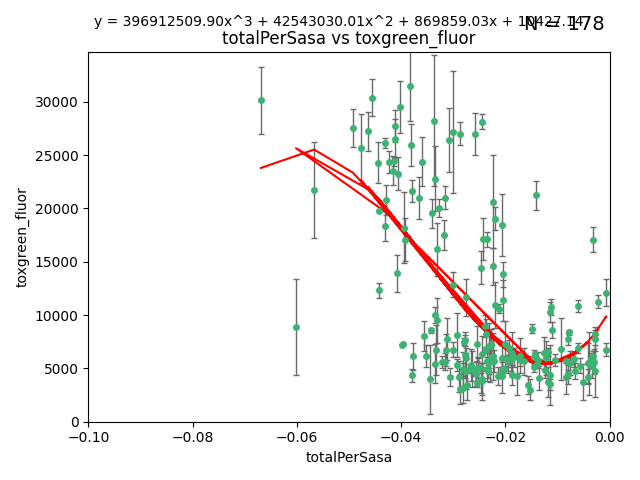 y = 396912509.90x^3 + 42543030.01x^2 + 869859.03x +
N = 178
totalPerSasa vs toxgreen_fluor
30000
25000
20000
15000
10000
5000
0
toxgreen_fluor
−0.10 −0.08 −0.06 −0.04 −0.02 0.00
totalPerSasa